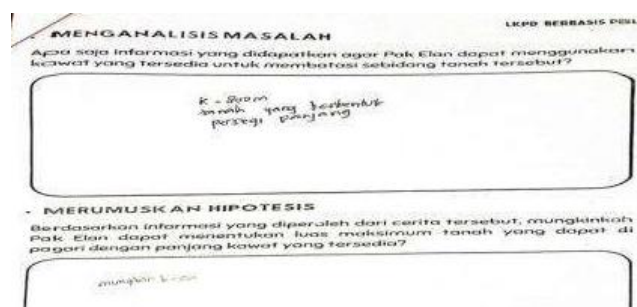 LKPD BERBASIS
MENGANALISIS MASALAH
Apa saja informasi yang didapatkan agar Pak Elan dapat menggunakan
kawat yang tersedia untuk membatasi sebidang tanah tersebut?
tanah yang berbentuk
persegi panjang
MERUMUSKAN HIPOTESIS
Berdasarkan informasi yang diperoleh dari cerita tersebut, mungkinkah
Pak Elan dapat menentukan luas maksimum tanah yang dapat di
pagari dengan panjang kawat yang tersedia?
mungkin